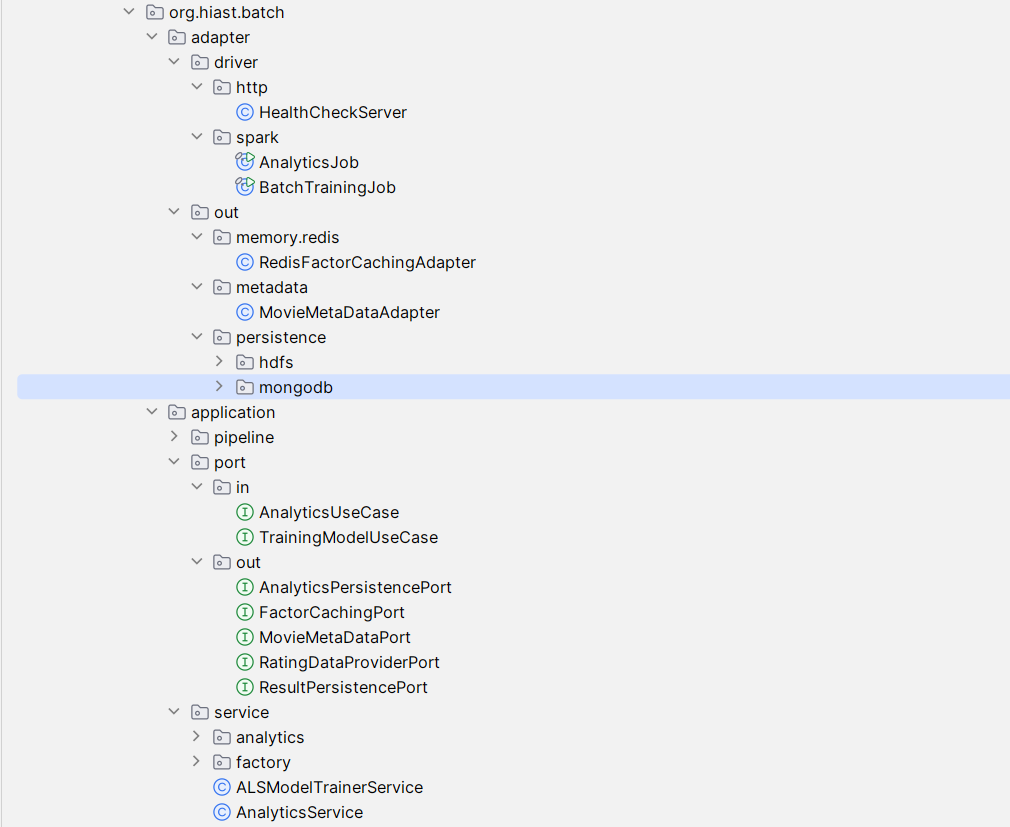 org.hiast.batch
adapter
driver
http
HealthCheckServer
spark
AnalyticsJob
BatchTrainingJob
out
memory.redis
RedisFactorCachingAdapter
metadata
MovieMetaDataAdapter
persistence
hdfs
mongodb
application
pipeline
port
in
AnalyticsUseCase
TrainingModelUseCase
out
AnalyticsPersistencePort
FactorCachingPort
MovieMetaDataPort
RatingDataProviderPort
ResultPersistencePort
service
analytics
factory
ALSModelTrainerService
AnalyticsService